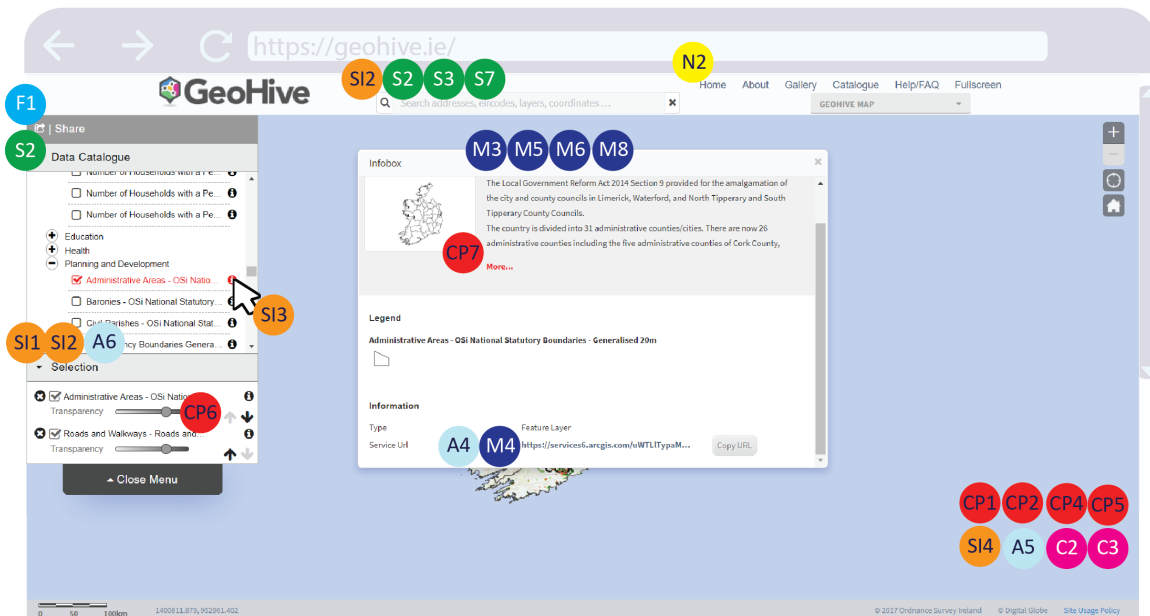 https://geohive.ie/
N2
GeoHive
SI2 S2 S3 S7
Home About Gallery Catalogue Help/FAQ Fullscreen
Search addresses, eircodes, layers, coordinates ...
GEOHIVE MAP
F1
| Share
S2
Data Catalogue
Number of Households with a Pe...
Number of Households with a Pe...
Number of Households with a Pe...
Education
Health
Planning and Development
Administrative Areas - OSi Natio...
Baronies - OSi National Statutory...
Civil Parishes - OSi National Stat...
SI3
SI1 SI2 A6
Boundaries Genera...
Selection
Administrative Areas - OSi
Transparency
CP6
Roads and Walkways - Roads and...
Transparency
Close Menu
M3 M5 M6 M8
Infobox
The Local Government Reform Act 2014 Section 9 provided for the amalgamation of
the city and county councils in Limerick, Waterford, and North Tipperary and South
Tipperary County Councils.
The country is divided into 31 administrative counties/cities. There are now 26
administrative counties including the five administrative counties of Cork County,
CP7
More...
Legend
Administrative Areas - OSi National Statutory Boundaries - Generalised 20m
Information
Type Feature Layer
Service Url A4 M4 https://services6.arcgis.com/uWTLlTypaM... Copy URL
CP1 CP2 CP4 CP5
SI4 A5 C2 C3
0 50 100km
1400811.879, 952961.402
© 2017 Ordnance Survey Ireland © Digital Globe Site Usage Policy